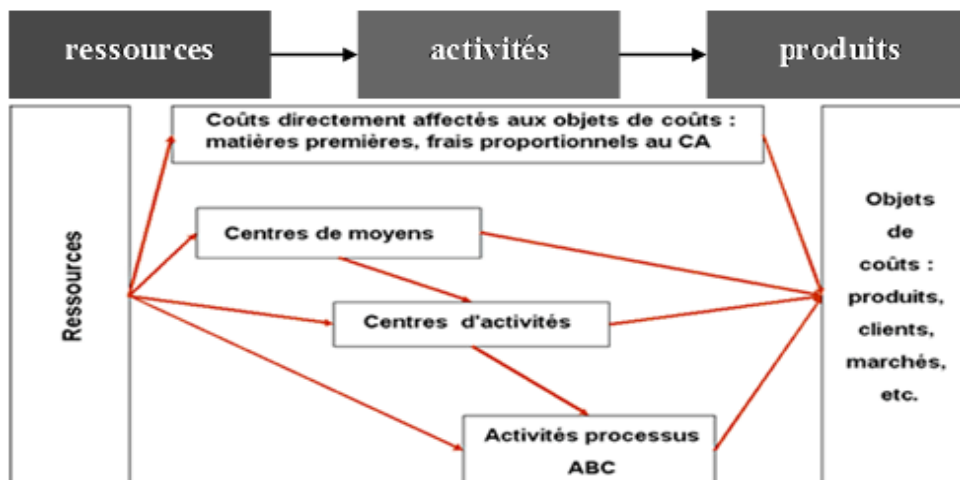 ressources
activités
produits
Coûts directement affectés aux objets de coûts :
matières premières, frais proportionnels au CA
Ressources
Centres de moyens
Centres d'activités
Activités processus
ABC
Objets
de
coûts :
produits,
clients,
marchés,
etc.